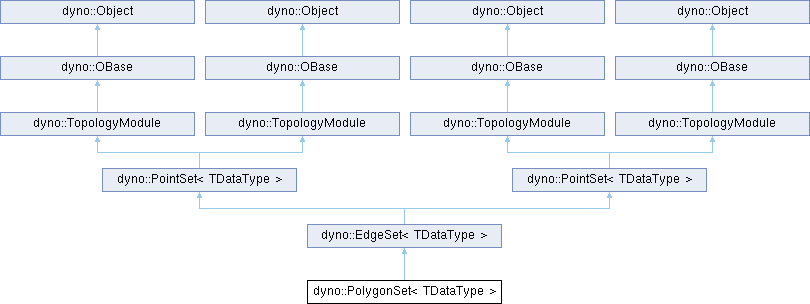 dyno::Object
dyno::Object
dyno::Object
dyno::Object
dyno::OBase
dyno::OBase
dyno::OBase
dyno::OBase
dyno::TopologyModule
dyno::TopologyModule
dyno::TopologyModule
dyno::TopologyModule
dyno::PointSet< TDataType >
dyno::PointSet< TDataType >
dyno::EdgeSet< TDataType >
dyno::PolygonSet< TDataType >